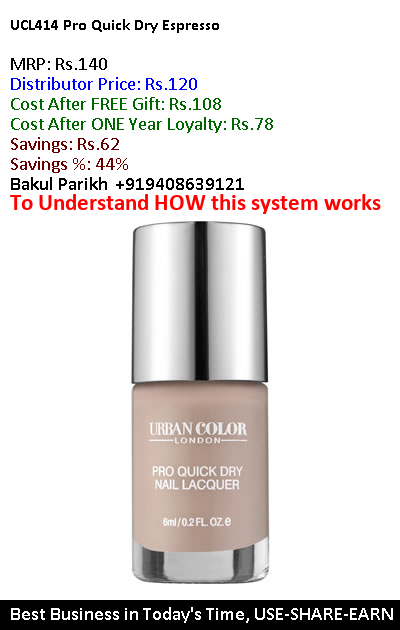 UCL414 Pro Quick Dry Espresso
MRP: Rs.140
Distributor Price: Rs.120
Cost After FREE Gift: Rs.108
Cost After ONE Year Loyalty: Rs.78
Savings: Rs.62
Savings %: 44%
Bakul Parikh +919408639121
To Understand HOW this system works
URBAN COLOR
LONDON
PRO QUICK DRY
NAIL LACQUER
6ml/0.2 FL. OZ.e
Best Business in Today's Time, USE-SHARE-EARN